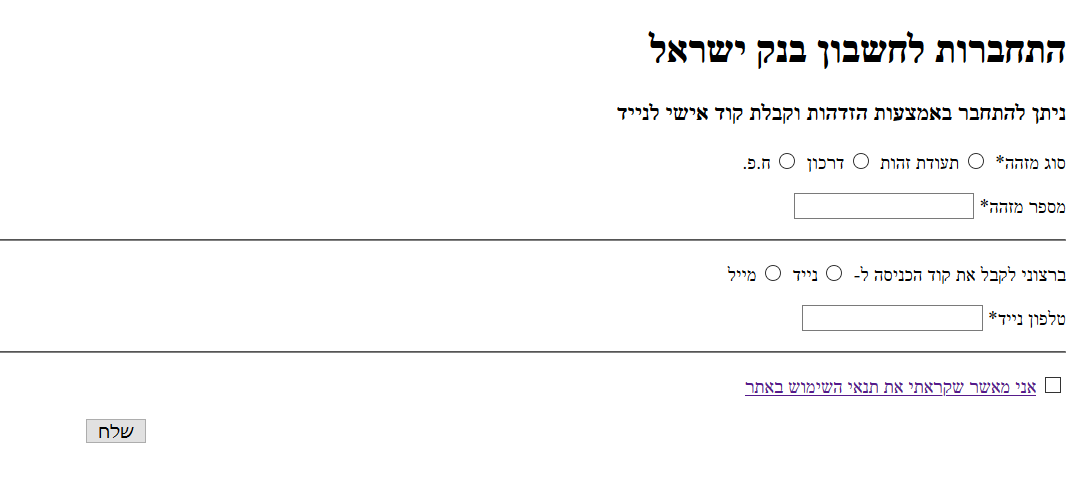 התחברות לחשבון בנק ישראל
ניתן להתחבר באמצעות הזדהות וקבלת קוד אישי לנייד
סוג מזהה* תעודת זהות דרכון ח.פ.
מספר מזהה*
ברצוני לקבל את קוד הכניסה ל- נייד מייל
טלפון נייד*
אני מאשר שקראתי את תנאי השימוש באתר
שלח